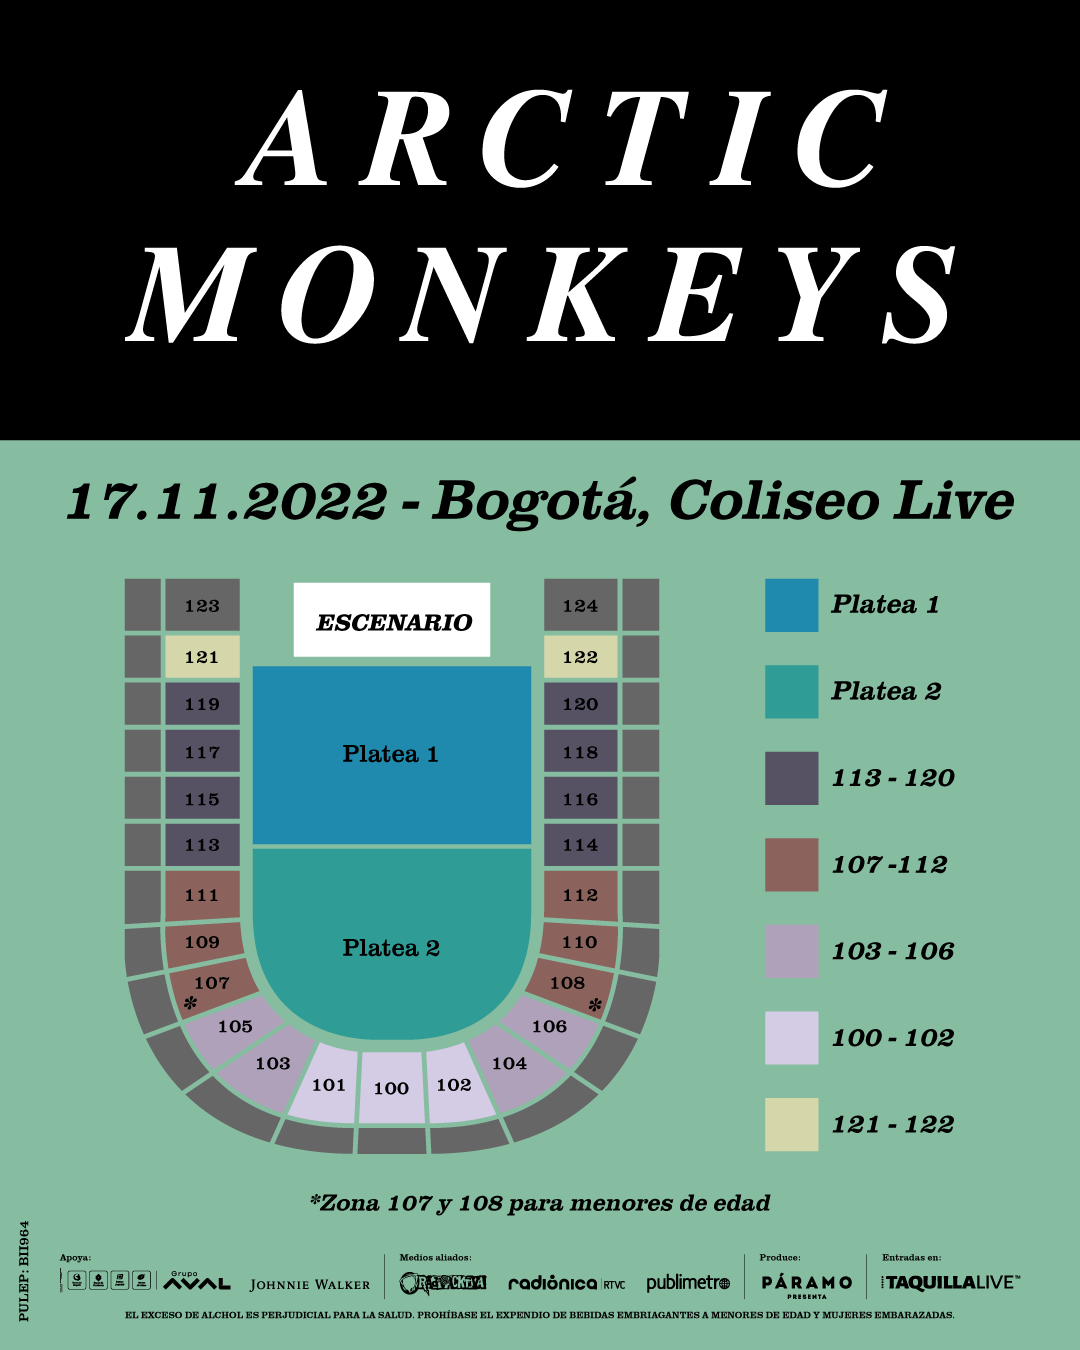 ARCTIC
MONKEYS
17.11.2022 - Bogotá, Coliseo Live
ESCENARIO
123
124
121
122
119
120
117
118
115
116
113
114
111
112
109
110
107
*
108
*
105
106
103
104
101
100
102
Platea 1
Platea 2
Platea 1
Platea 2
113 - 120
107 -112
103 - 106
100 - 102
121 - 122
*Zona 107 y 108 para menores de edad
PULEP: BII964
Apoya:
Grupo
AVAL
JOHNNIE WALKER
Medios aliados:
radiónica RTVC
publimetro
Produce:
PÁRAMO
PRESENTA
Entradas en:
TAQUILLALIVE™
EL EXCESO DE ALCHOL ES PERJUDICIAL PARA LA SALUD. PROHÍBASE EL EXPENDIO DE BEBIDAS EMBRIAGANTES A MENORES DE EDAD Y MUJERES EMBARAZADAS.